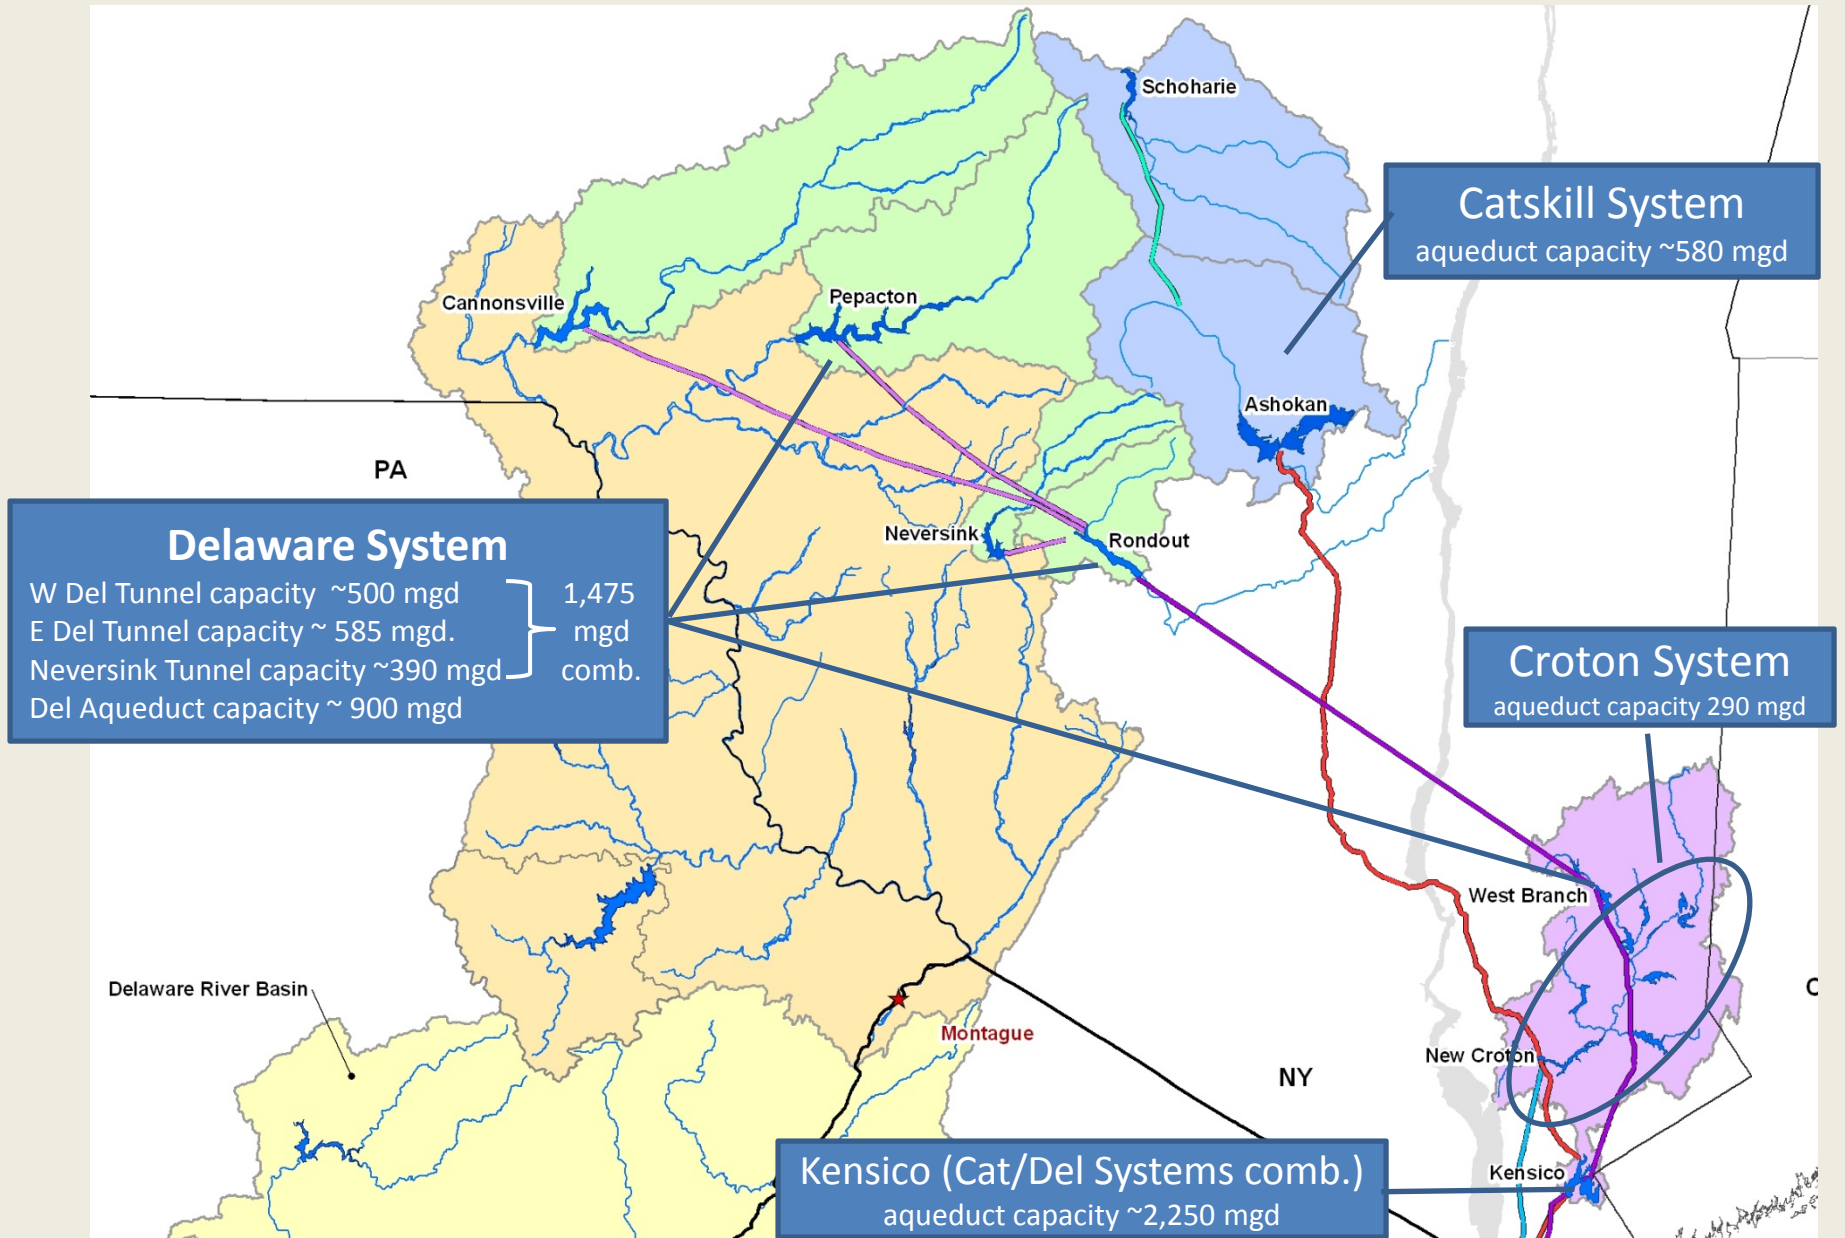 Schoharie
Catskill System
aqueduct capacity ~580 mgd
Cannonsville
Pepacton
Ashokan
PA
Neversink
Rondout
Delaware System
W Del Tunnel capacity ~500 mgd
E Del Tunnel capacity ~ 585 mgd.
Neversink Tunnel capacity ~390 mgd
Del Aqueduct capacity ~ 900 mgd
1,475
mgd
comb.
Croton System
aqueduct capacity 290 mgd
West Branch
Delaware River Basin
Montague
New Croton
NY
C
Kensico (Cat/Del Systems comb.)
aqueduct capacity ~2,250 mgd
Kensico